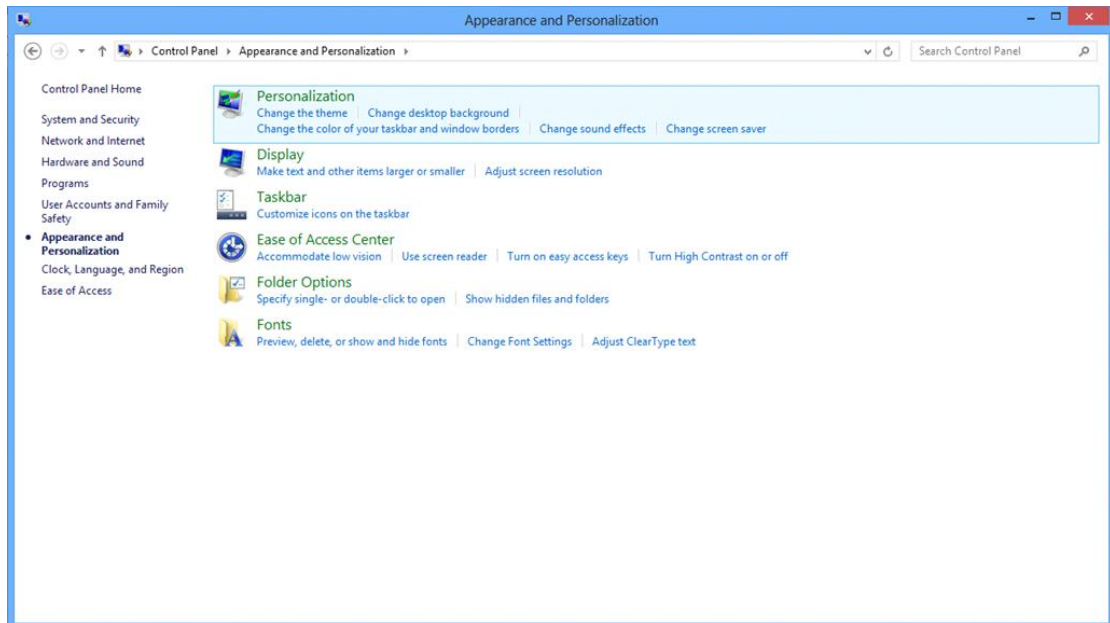 Appearance and Personalization
Control Panel Appearance and Personalization
Search Control Panel
Control Panel Home
System and Security
Network and Internet
Hardware and Sound
Programs
User Accounts and Family
Safety
Appearance and
Personalization
Clock, Language, and Region
Ease of Access
Personalization
Change the theme Change desktop background
Change the color of your taskbar and window borders Change sound effects Change screen saver
Display
Make text and other items larger or smaller Adjust screen resolution
Taskbar
Customize icons on the taskbar
Ease of Access Center
Accommodate low vision Use screen reader Turn on easy access keys Turn High Contrast on or off
Folder Options
Specify single- or double-click to open Show hidden files and folders
Fonts
Preview, delete, or show and hide fonts Change Font Settings Adjust ClearType text